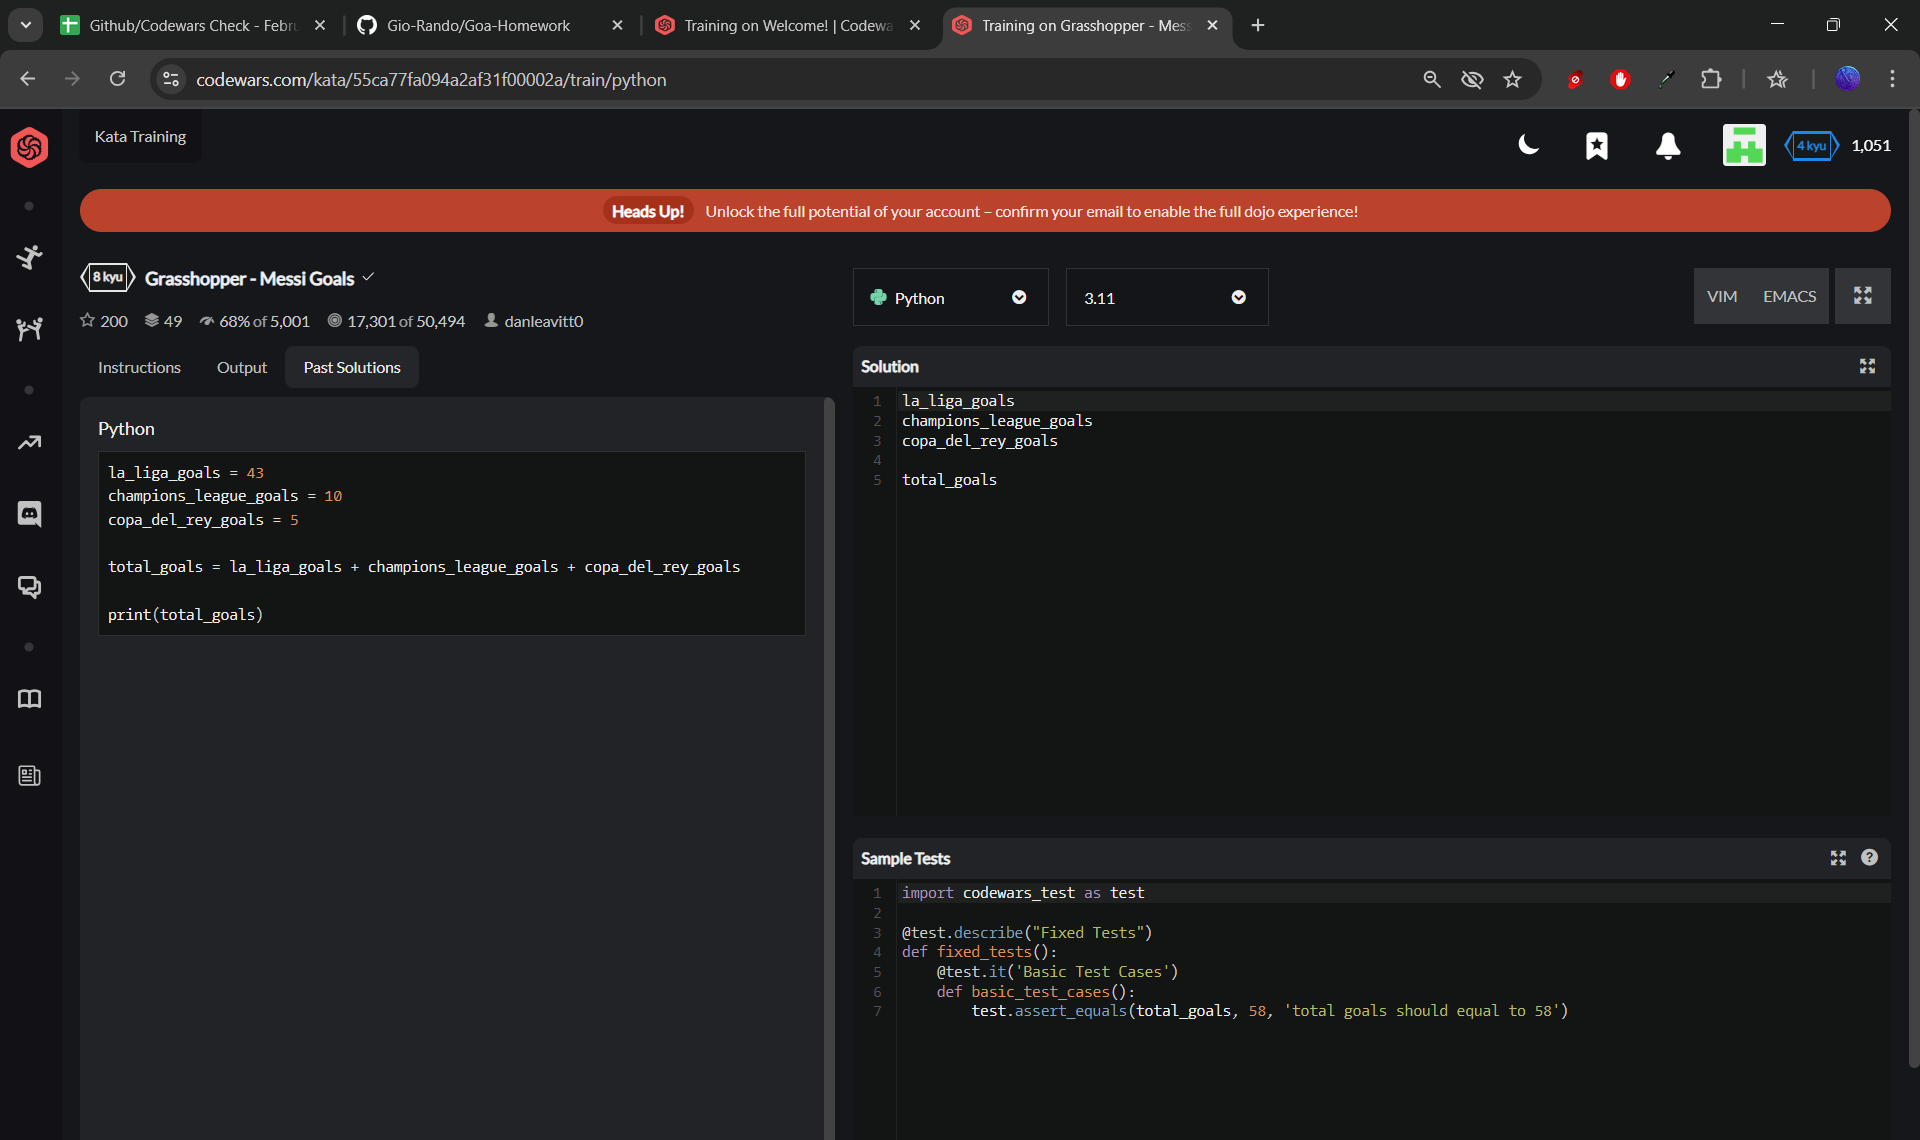 Github/Codewars Check - Febru
Gio-Rando/Goa-Homework
Training on Welcome! | Codewa
Training on Grasshopper - Mess
codewars.com/kata/55ca77fa094a2af31f00002a/train/python
Kata Training
4 kyu
1,051
Heads Up! Unlock the full potential of your account – confirm your email to enable the full dojo experience!
8 kyu Grasshopper - Messi Goals
200 49 68% of 5,001 17,301 of 50,494 danleavitt0
Instructions Output Past Solutions
Python
la_liga_goals = 43
champions_league_goals = 10
copa_del_rey_goals = 5
total_goals = la_liga_goals + champions_league_goals + copa_del_rey_goals
print(total_goals)
Python 3.11 VIM EMACS
Solution
1 la_liga_goals
2 champions_league_goals
3 copa_del_rey_goals
4
5 total_goals
Sample Tests
1 import codewars_test as test
2
3 @test.describe("Fixed Tests")
4 def fixed_tests():
5 @test.it('Basic Test Cases')
6 def basic_test_cases():
7 test.assert_equals(total_goals, 58, 'total goals should equal to 58')